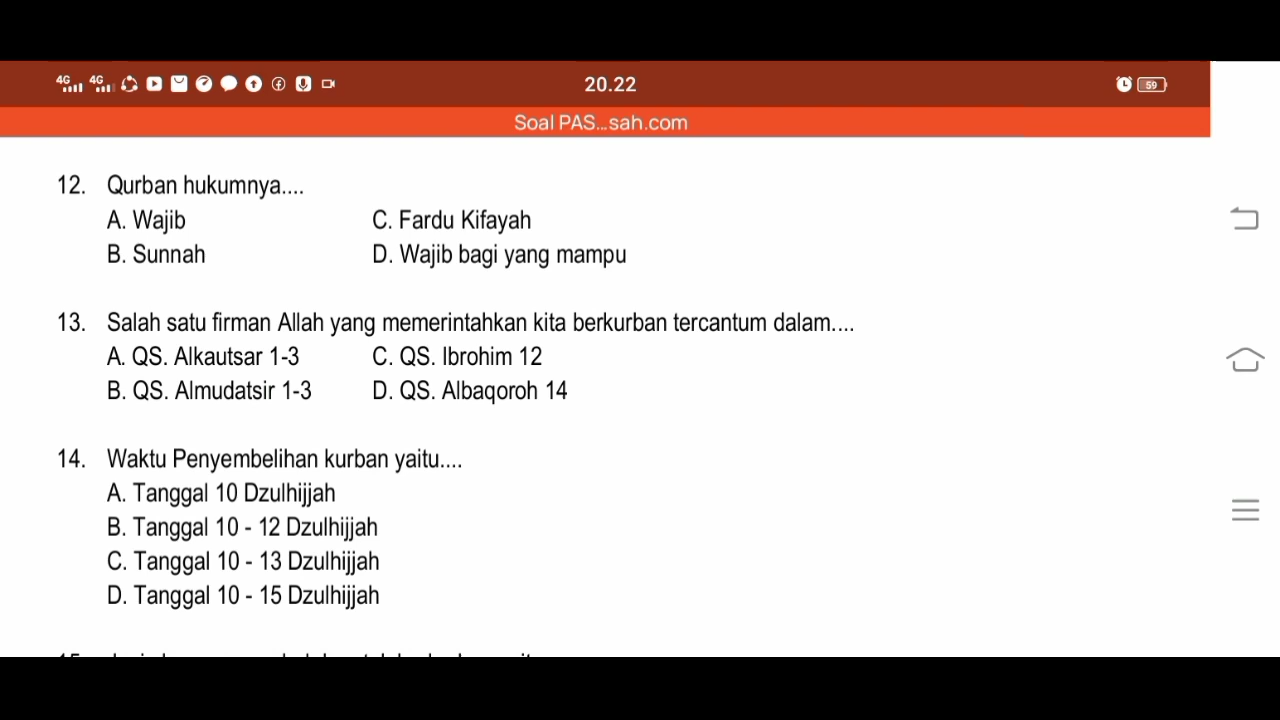 4G 4G 20.22 59
Soal PAS...sah.com
12. Qurban hukumnya....
A. Wajib C. Fardu Kifayah
B. Sunnah D. Wajib bagi yang mampu
13. Salah satu firman Allah yang memerintahkan kita berkurban tercantum dalam....
A. QS. Alkautsar 1-3 C. QS. Ibrohim 12
B. QS. Almudatsir 1-3 D. QS. Albaqoroh 14
14. Waktu Penyembelihan kurban yaitu....
A. Tanggal 10 Dzulhijjah
B. Tanggal 10 - 12 Dzulhijjah
C. Tanggal 10 - 13 Dzulhijjah
D. Tanggal 10 - 15 Dzulhijjah